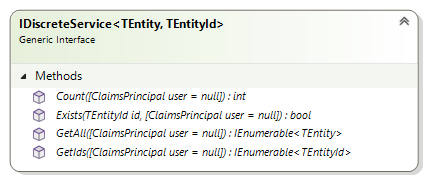 IDiscreteService<TEntity, TEntityId>
Generic Interface
Methods
Count([ClaimsPrincipal user = null]) : int
Exists(TEntityId id, [ClaimsPrincipal user = null]) : bool
GetAll([ClaimsPrincipal user = null]) : IEnumerable<TEntity>
GetIds([ClaimsPrincipal user = null]) : IEnumerable<TEntityId>